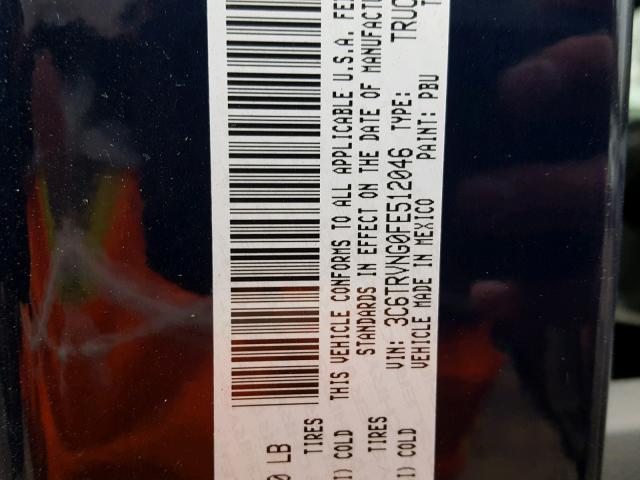 0 LB
TIRES
I) COLD
THIS VEHICLE CONFORMS TO ALL APPLICABLE U.S.A. FE
STANDARDS IN EFFECT ON THE DATE OF MANUFACT
VIN: 3C6TRVNG0FE512046 TYPE: TRUC
VEHICLE MADE IN MEXICO PAINT: PBU
TIRES
I) COLD